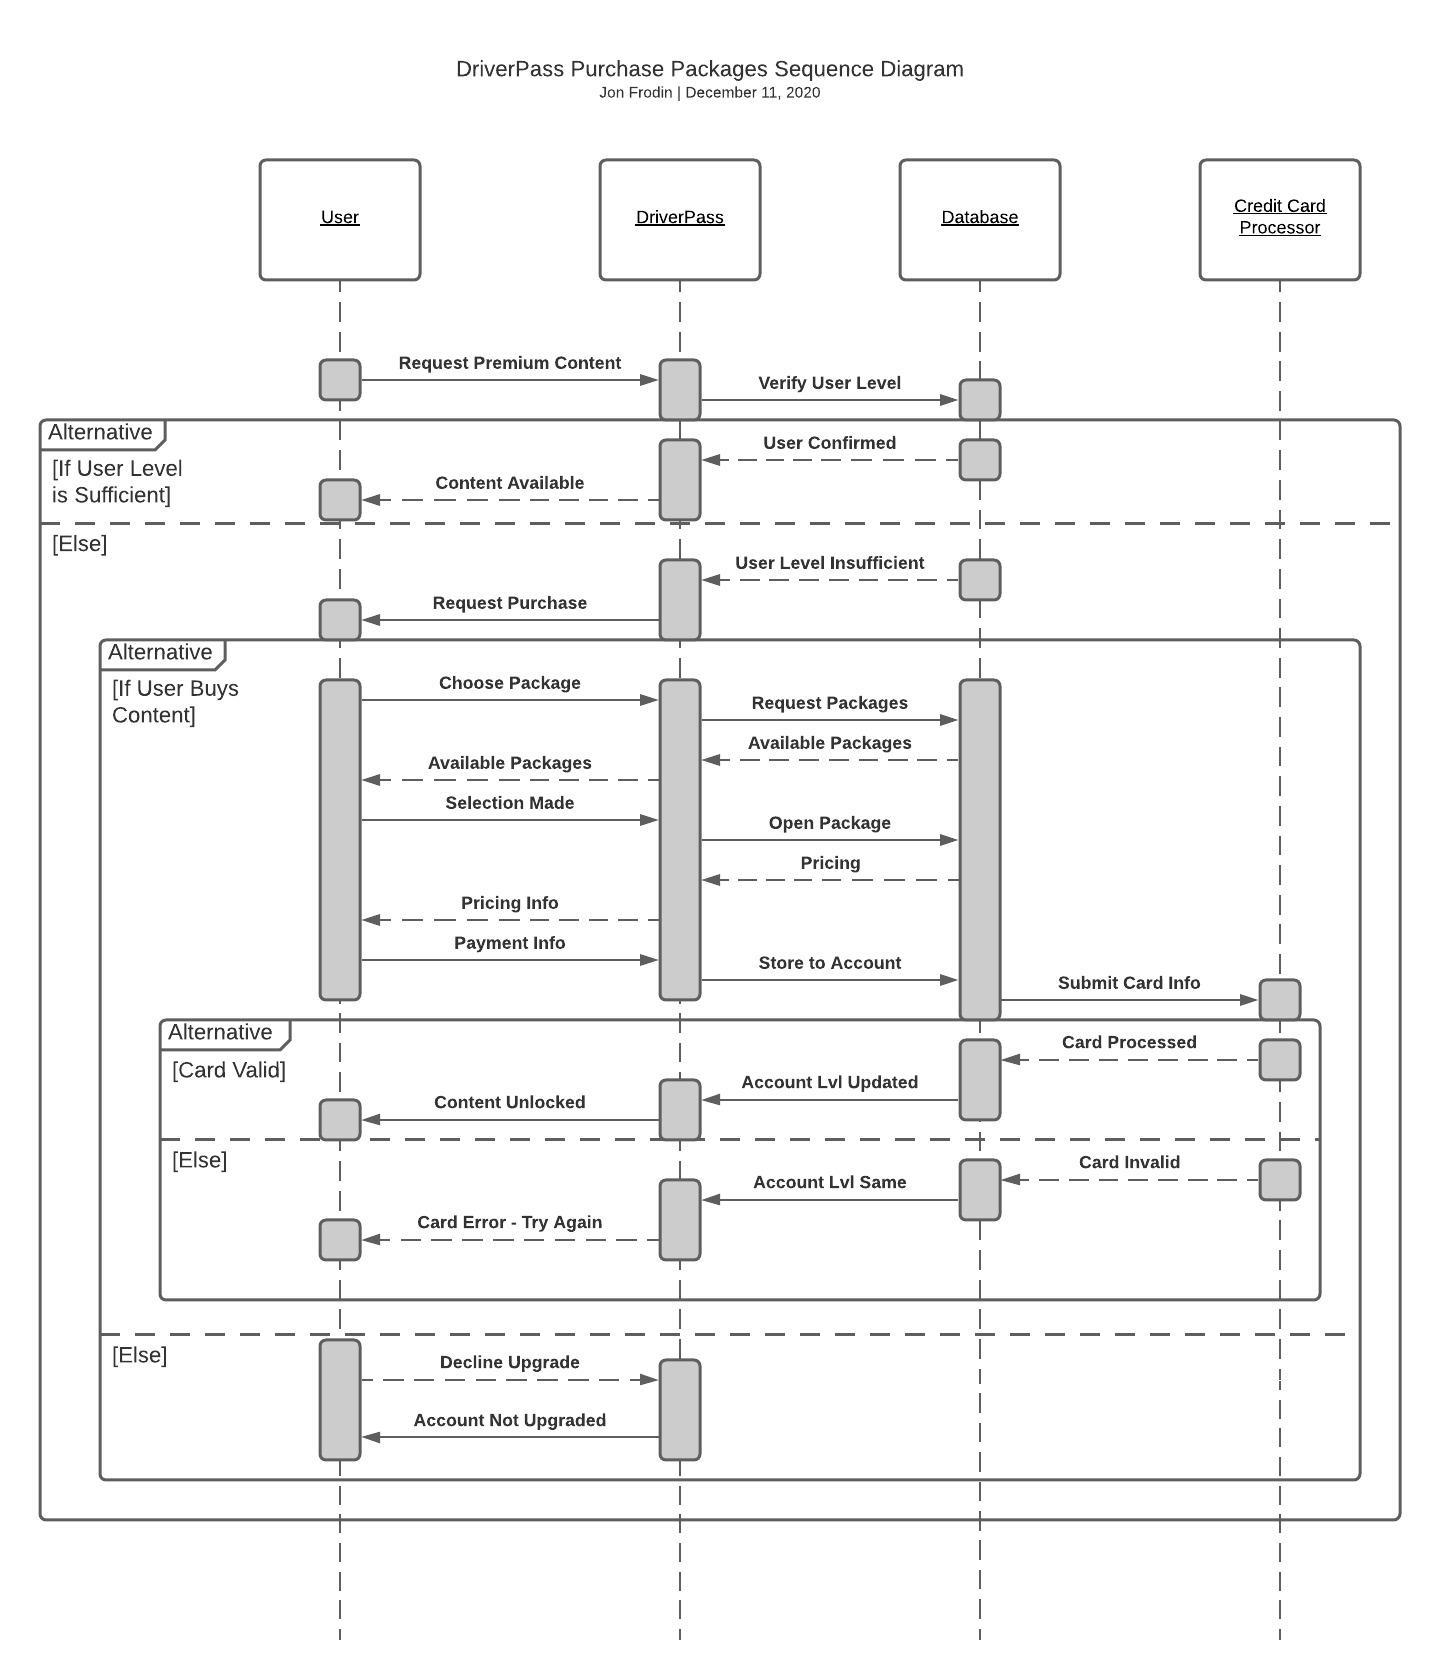 DriverPass Purchase Packages Sequence Diagram
Jon Frodin | December 11, 2020
User
DriverPass
Database
Credit Card
Processor
Request Premium Content
Verify User Level
Alternative
User Confirmed
[If User Level
is Sufficient]
Content Available
[Else]
User Level Insufficient
Request Purchase
Alternative
[If User Buys
Content]
Choose Package
Request Packages
Available Packages
Available Packages
Selection Made
Open Package
Pricing
Pricing Info
Payment Info
Store to Account
Submit Card Info
Alternative
Card Processed
[Card Valid]
Account Lvl Updated
Content Unlocked
[Else]
Card Invalid
Account Lvl Same
Card Error - Try Again
[Else]
Decline Upgrade
Account Not Upgraded